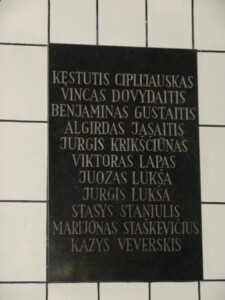 KĘSTUTIS CIPLIJAUSKAS
VINCAS DOVYDAITIS
BENJAMINAS GUSTAITIS
ALGIRDAS JASAITIS
JURGIS KRIKŠČIŪNAS
VIKTORAS LAPAS
JUOZAS LUKŠA
JURGIS LUKŠA
STASYS STANIULIS
MARIJONAS STAŠKEVIČIUS
KAZYS VEVERSKIS